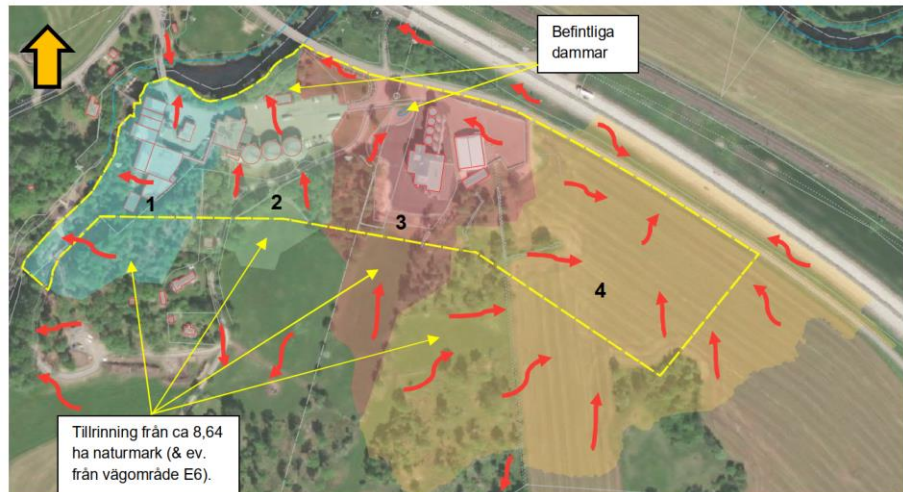 Befintliga
dammar
1
2
3
4
Tillrinning från ca 8,64
ha naturmark (& ev.
från vägområde E6).